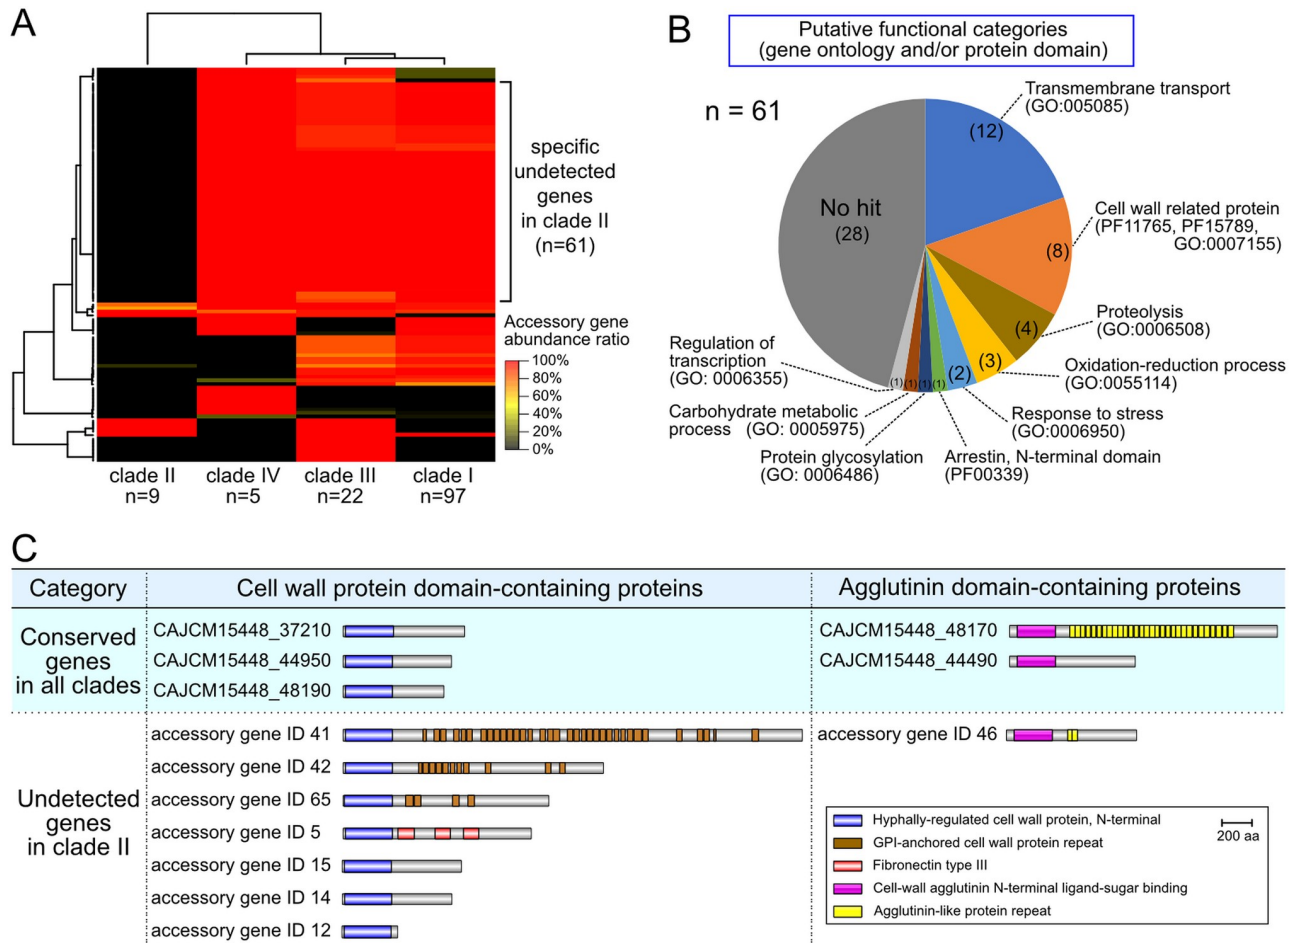 A
specific
undetected
genes
in clade II
(n=61)
Accessory gene
abundance ratio
100%
80%
60%
40%
20%
0%
clade II
n=9
clade IV
n=5
clade III
n=22
clade I
n=97
B
Putative functional categories
(gene ontology and/or protein domain)
n = 61
Transmembrane transport
(GO:005085)
(12)
Cell wall related protein
(PF11765, PF15789,
GO:0007155)
(8)
Proteolysis
(GO:0006508)
(4)
Oxidation-reduction process
(GO:0055114)
(3)
Response to stress
(GO:0006950)
(2)
Arrestin, N-terminal domain
(PF00339)
(1)
Protein glycosylation
(GO: 0006486)
(1)
Carbohydrate metabolic
process (GO: 0005975)
(1)
Regulation of
transcription
(GO: 0006355)
(1)
No hit
(28)
C
Category
Cell wall protein domain-containing proteins
Agglutinin domain-containing proteins
Conserved
genes
in all clades
CAJCM15448_37210
CAJCM15448_44950
CAJCM15448_48190
CAJCM15448_48170
CAJCM15448_44490
Undetected
genes
in clade II
accessory gene ID 41
accessory gene ID 42
accessory gene ID 65
accessory gene ID 5
accessory gene ID 15
accessory gene ID 14
accessory gene ID 12
accessory gene ID 46
Hyphally-regulated cell wall protein, N-terminal
GPI-anchored cell wall protein repeat
Fibronectin type III
Cell-wall agglutinin N-terminal ligand-sugar binding
Agglutinin-like protein repeat
200 aa